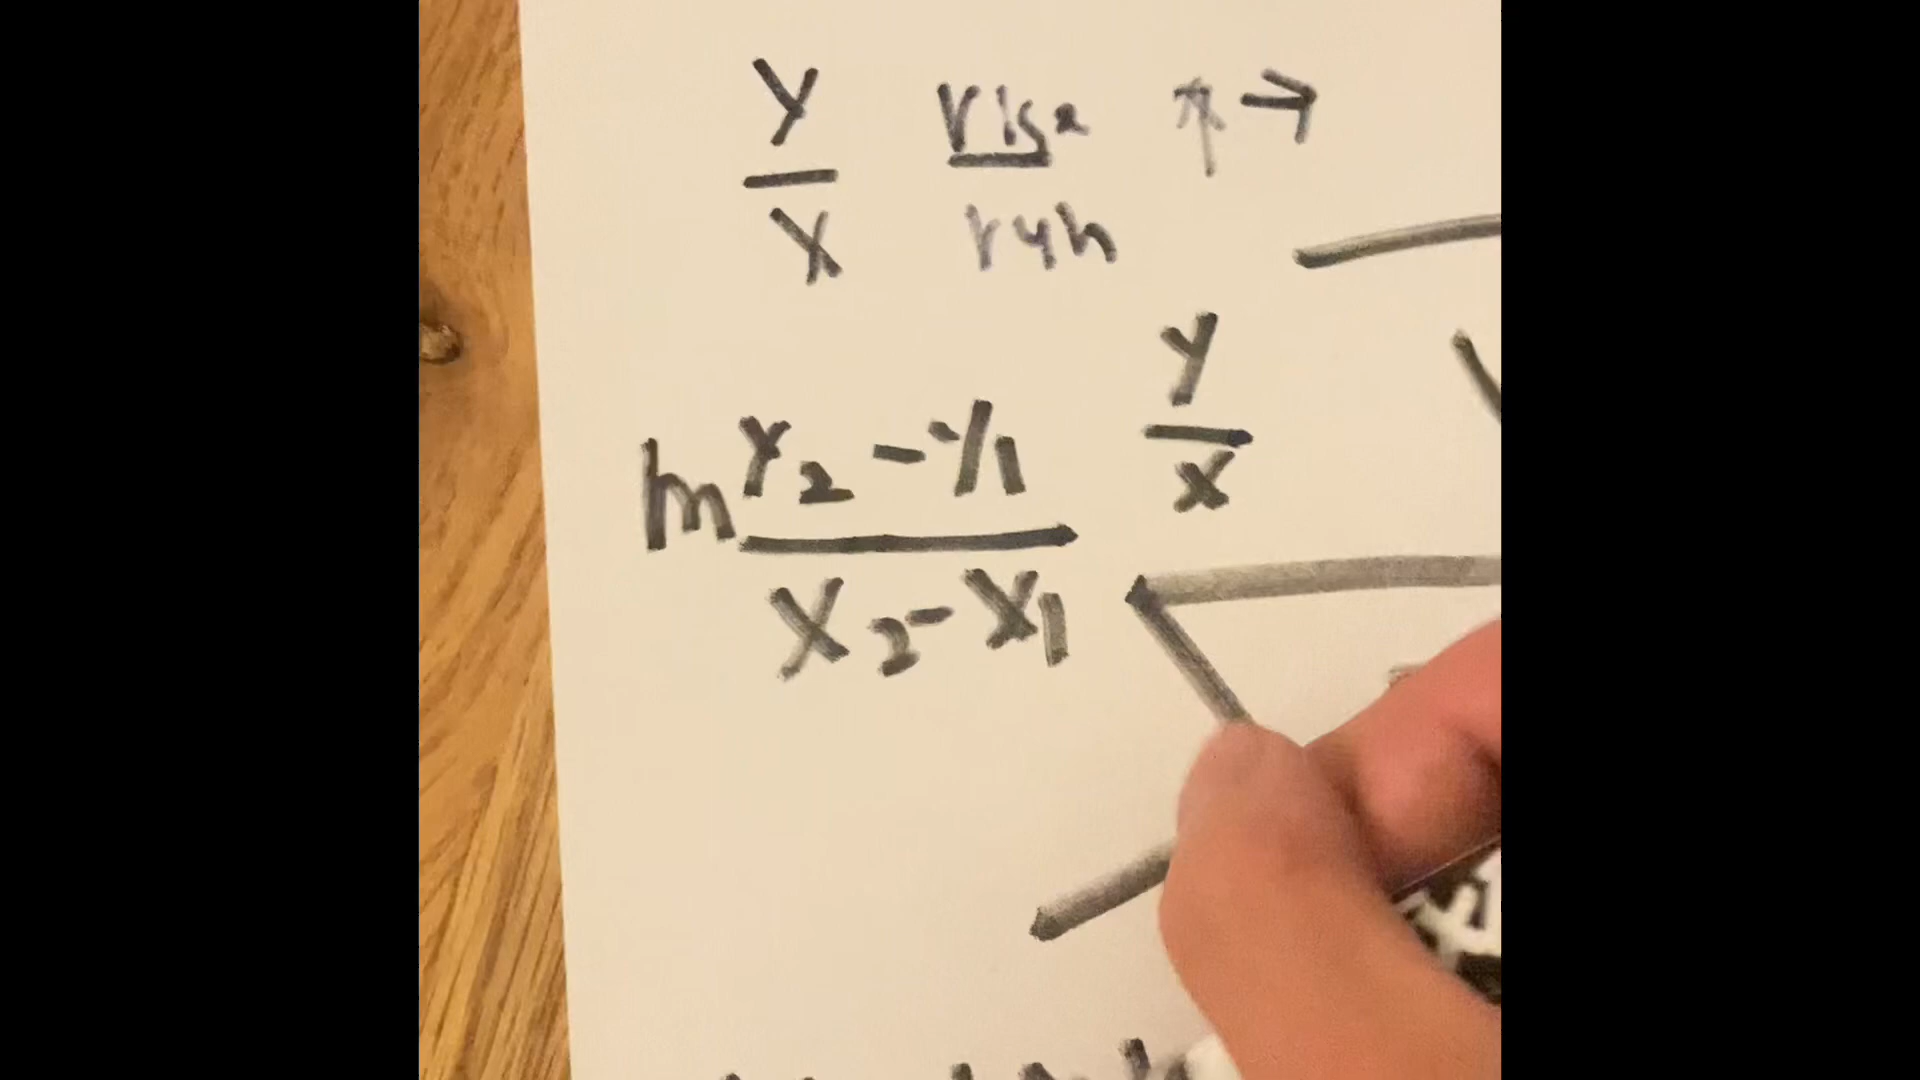 Y rise ↑ →
X run
Y
m Y2 - Y1
X
X2 - X1